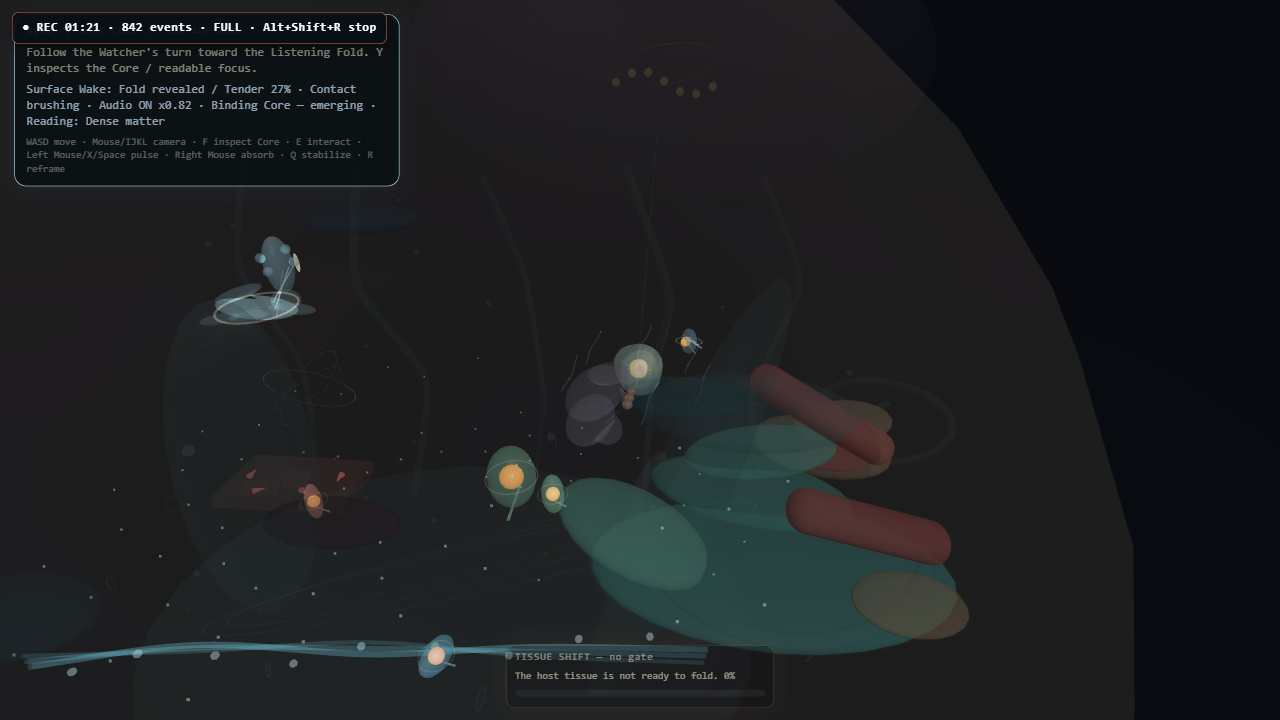 ● REC 01:21 · 842 events · FULL · Alt+Shift+R stop
Follow the Watcher's turn toward the Listening Fold. Y
inspects the Core / readable focus.
Surface Wake: Fold revealed / Tender 27% · Contact
brushing · Audio ON x0.82 · Binding Core — emerging ·
Reading: Dense matter
WASD move · Mouse/IJKL camera · F inspect Core · E interact ·
Left Mouse/X/Space pulse · Right Mouse absorb · Q stabilize · R
reframe
TISSUE SHIFT — no gate
The host tissue is not ready to fold. 0%